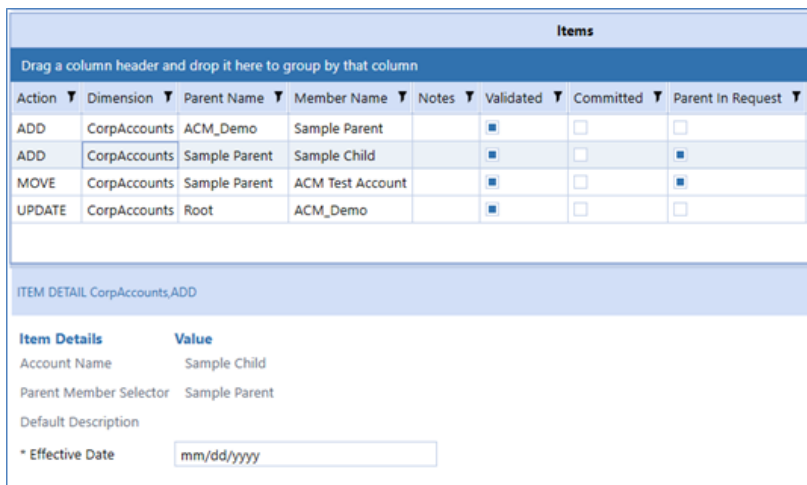 Items
Drag a column header and drop it here to group by that column
Action Dimension Parent Name Member Name Notes Validated Committed Parent In Request
ADD CorpAccounts ACM_Demo Sample Parent
ADD CorpAccounts Sample Parent Sample Child
MOVE CorpAccounts Sample Parent ACM Test Account
UPDATE CorpAccounts Root ACM_Demo
ITEM DETAIL CorpAccounts,ADD
Item Details Value
Account Name Sample Child
Parent Member Selector Sample Parent
Default Description
* Effective Date mm/dd/yyyy